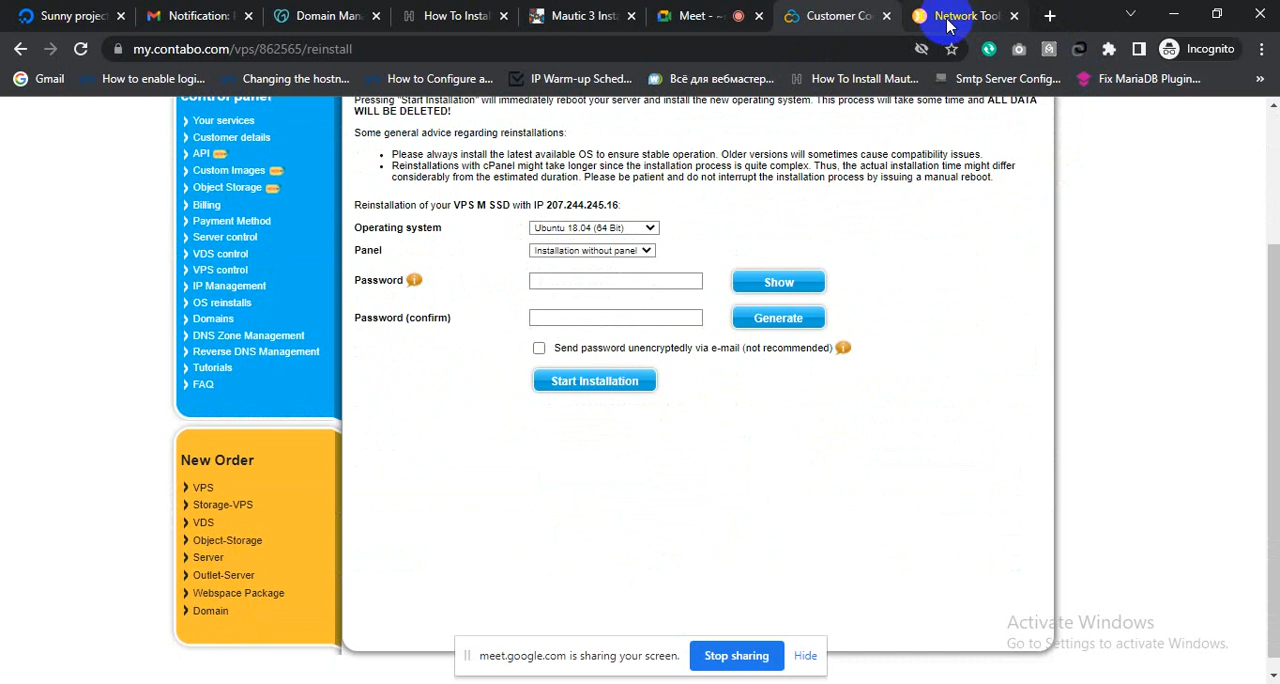 Sunny project
Notification:
Domain Man
How To Insta
Mautic 3 Inst
Meet - ~
Customer Co
Network Tool
my.contabo.com/vps/862565/reinstall
Incognito
Gmail
How to enable logi...
Changing the hostn...
How to Configure a...
IP Warm-up Sched...
Всё для вебмастер...
How To Install Maut...
Smtp Server Config...
Fix MariaDB Plugin...
»
control panel
Your services
Customer details
API
Custom Images
Object Storage
Billing
Payment Method
Server control
VDS control
VPS control
IP Management
OS reinstalls
Domains
DNS Zone Management
Reverse DNS Management
Tutorials
FAQ
New Order
VPS
Storage-VPS
VDS
Object-Storage
Server
Outlet-Server
Webspace Package
Domain
Pressing "Start Installation" will immediately reboot your server and install the new operating system. This process will take some time and ALL DATA
WILL BE DELETED!
Some general advice regarding reinstallations:
• Please always install the latest available OS to ensure stable operation. Older versions will sometimes cause compatibility issues.
• Reinstallations with cPanel might take longer since the installation process is quite complex. Thus, the actual installation time might differ
considerably from the estimated duration. Please be patient and do not interrupt the installation process by issuing a manual reboot.
Reinstallation of your VPS M SSD with IP 207.244.245.16:
Operating system
Ubuntu 18.04 (64 Bit)
Panel
Installation without panel
Password
Show
Password (confirm)
Generate
Send password unencryptedly via e-mail (not recommended)
Start Installation
Activate Windows
Go to Settings to activate Windows.
meet.google.com is sharing your screen.
Stop sharing
Hide